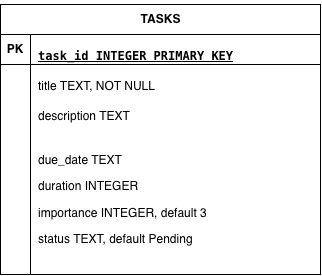 TASKS
PK
task_id INTEGER PRIMARY KEY
title TEXT, NOT NULL
description TEXT
due_date TEXT
duration INTEGER
importance INTEGER, default 3
status TEXT, default Pending